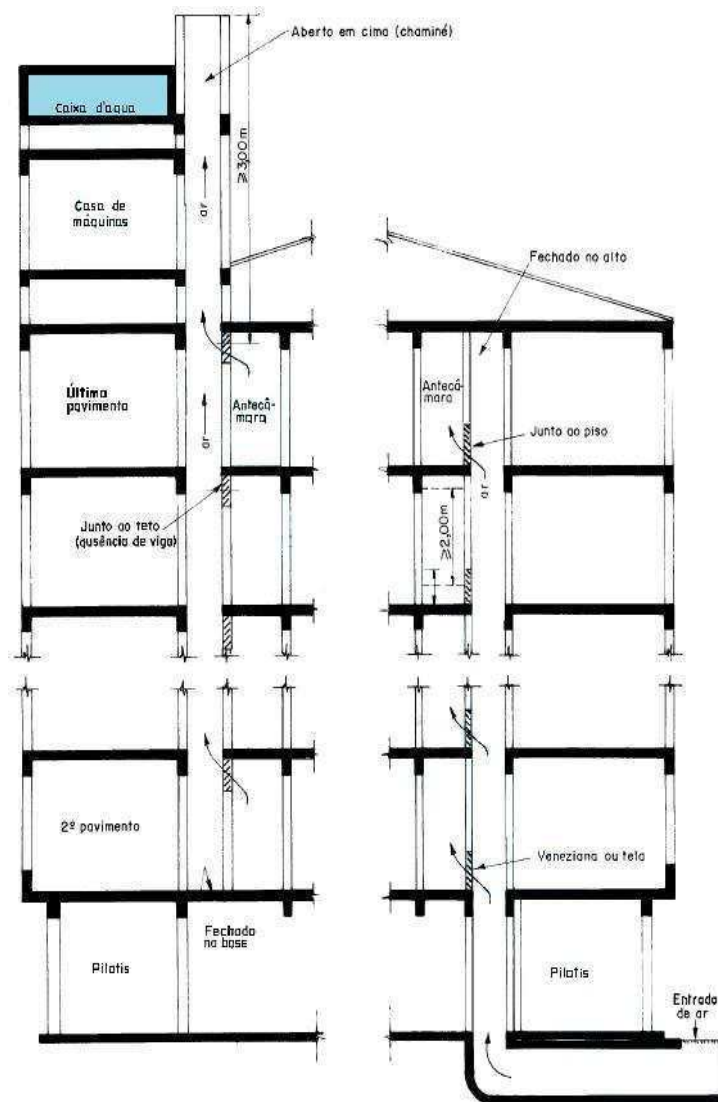 Aberto em cima (chaminé)
Caixa d'agua
≥3,00m
ar
Casa de
máquinas
Fechado no alto
Último
pavimento
ar
Antecâ-
mara
Antecâ-
mara
Junto ao piso
ar
Junto ao teto
(ausência de viga)
≥2,00m
2º pavimento
Veneziana ou tela
Fechado
na base
Pilotis
Pilotis
Entrada
de ar